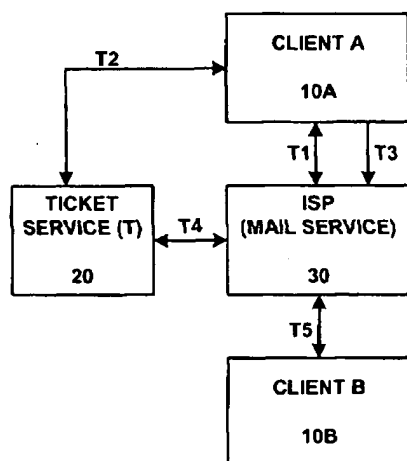 CLIENT A
10A
T2
T1
T3
TICKET
SERVICE (T)
20
T4
ISP
(MAIL SERVICE)
30
T5
CLIENT B
10B